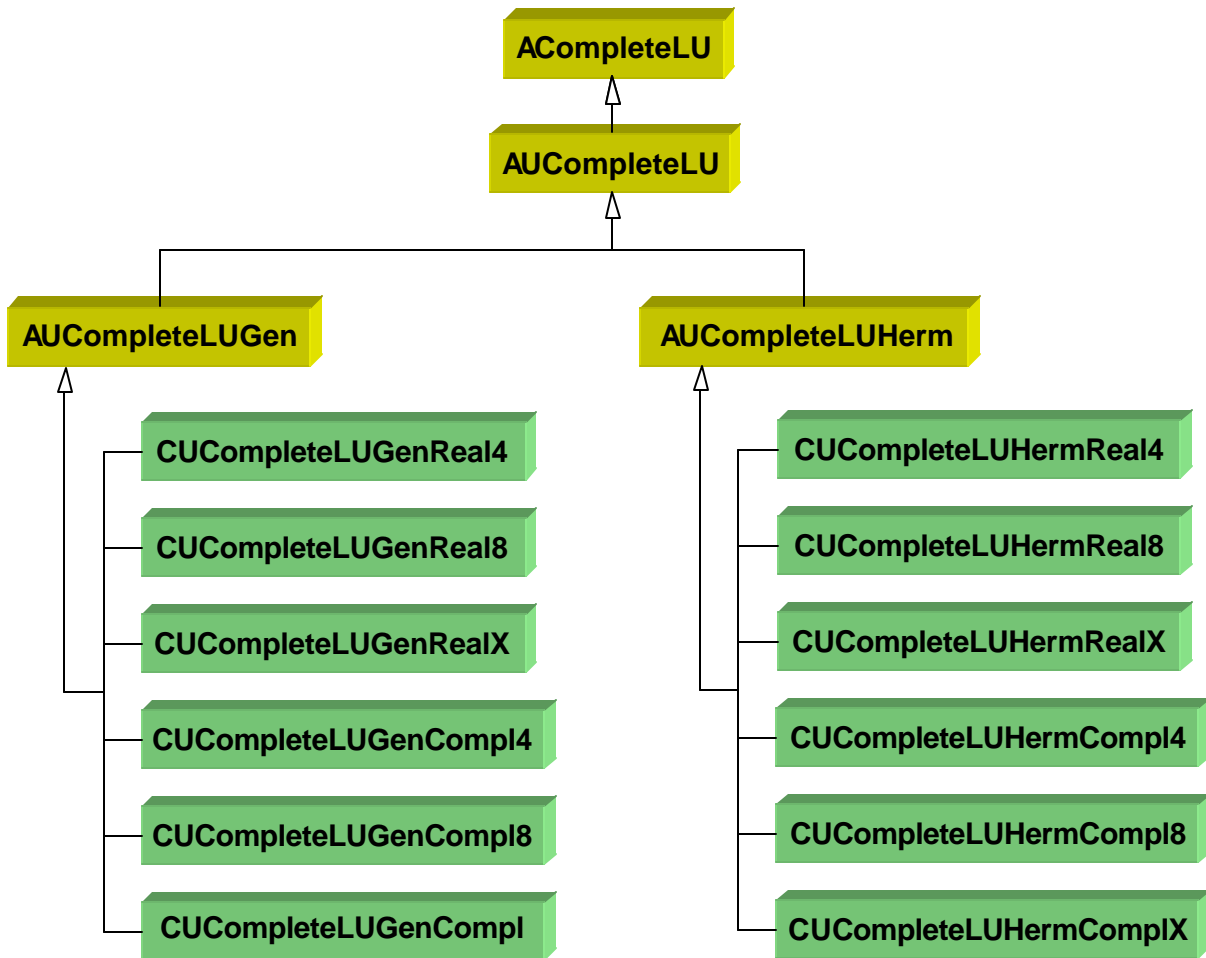 ACompleteLU
AUCompleteLU
AUCompleteLUGen
AUCompleteLUHerm
CUCompleteLUGenReal4
CUCompleteLUGenReal8
CUCompleteLUGenRealX
CUCompleteLUGenCompl4
CUCompleteLUGenCompl8
CUCompleteLUGenCompl
CUCompleteLUHermReal4
CUCompleteLUHermReal8
CUCompleteLUHermRealX
CUCompleteLUHermCompl4
CUCompleteLUHermCompl8
CUCompleteLUHermComplX